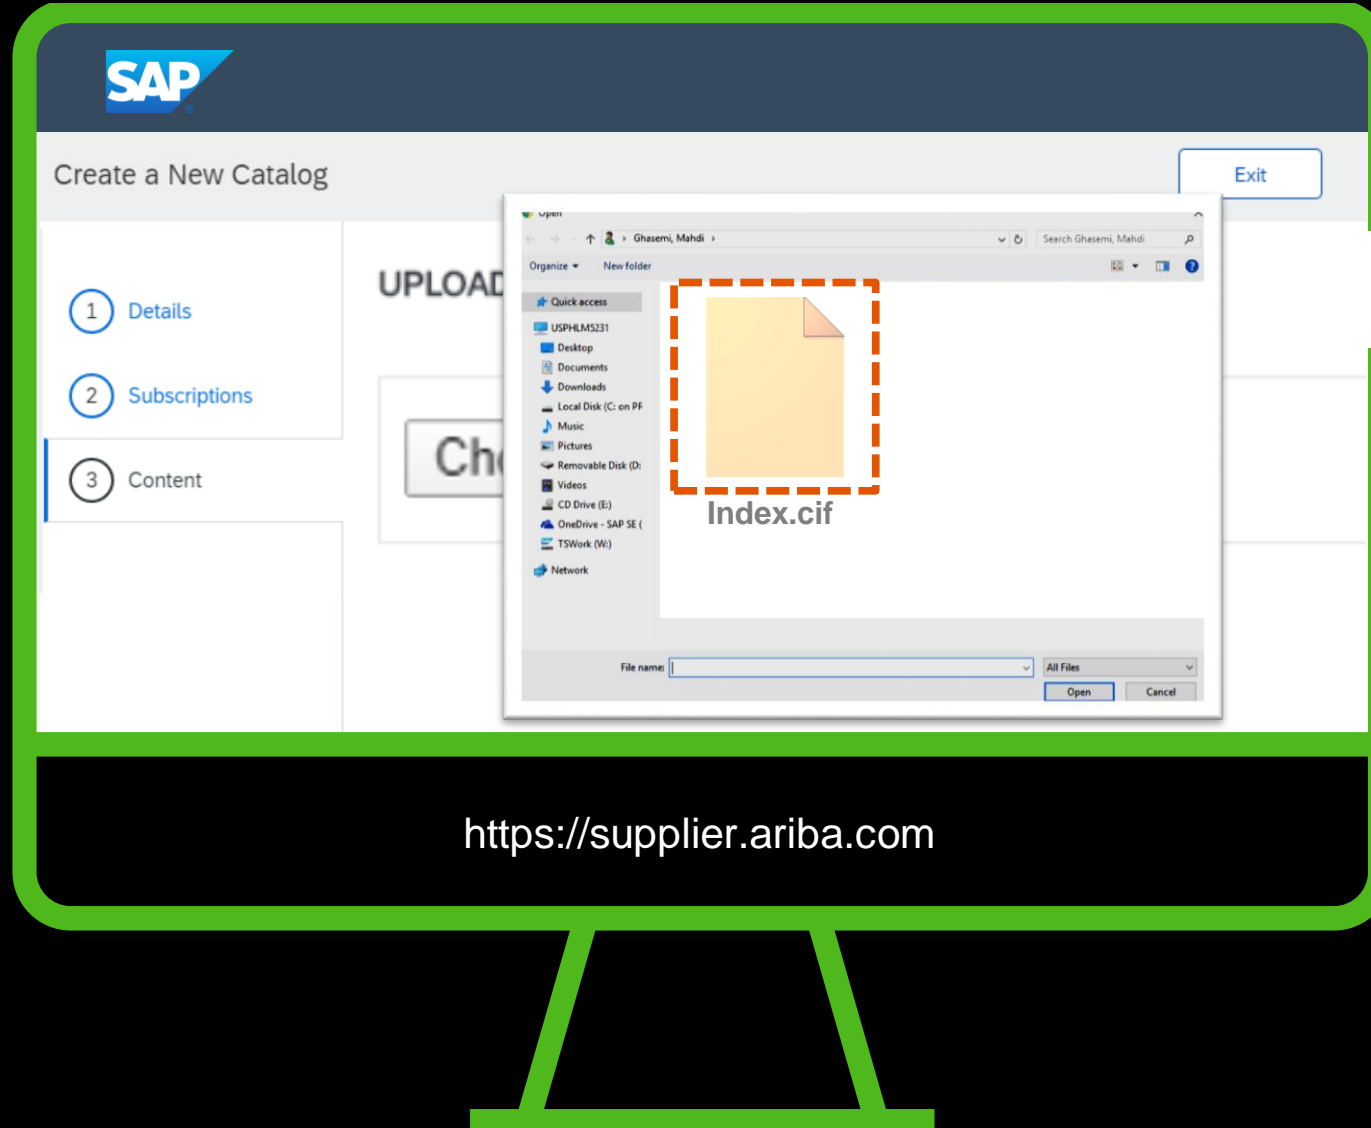 SAP
Create a New Catalog
Exit
1 Details
2 Subscriptions
3 Content
UPLOAD
Open
Ghasemi, Mahdi
Search Ghasemi, Mahdi
Organize
New folder
Quick access
USPHLM5231
Desktop
Documents
Downloads
Local Disk (C: on PF
Music
Pictures
Removable Disk (D:
Videos
CD Drive (E:)
OneDrive - SAP SE (
TSWork (W:)
Network
Index.cif
File name:
All Files
Open
Cancel
https://supplier.ariba.com